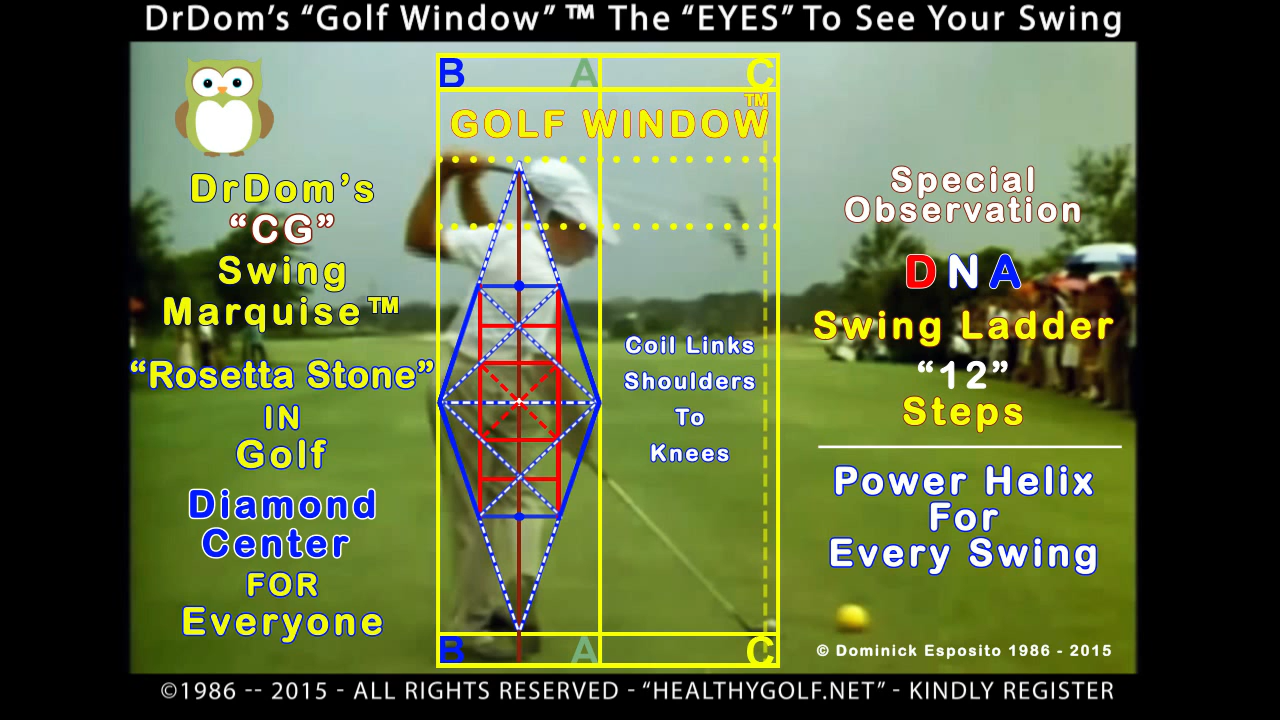 DrDom’s “Golf Window” ™ The “EYES” To See Your Swing
B A C
GOLF WINDOW™
DrDom’s
“CG”
Swing
Marquise™
“Rosetta Stone”
IN
Golf
Diamond
Center
FOR
Everyone
Coil Links
Shoulders
To
Knees
Special
Observation
DNA
Swing Ladder
“12”
Steps
Power Helix
For
Every Swing
B A C
© Dominick Esposito 1986 - 2015
©1986 -- 2015 - ALL RIGHTS RESERVED - “HEALTHYGOLF.NET” - KINDLY REGISTER